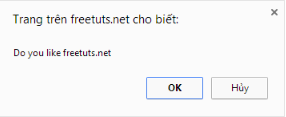 Trang trên freetuts.net cho biết:
Do you like freetuts.net
OK
Hủy